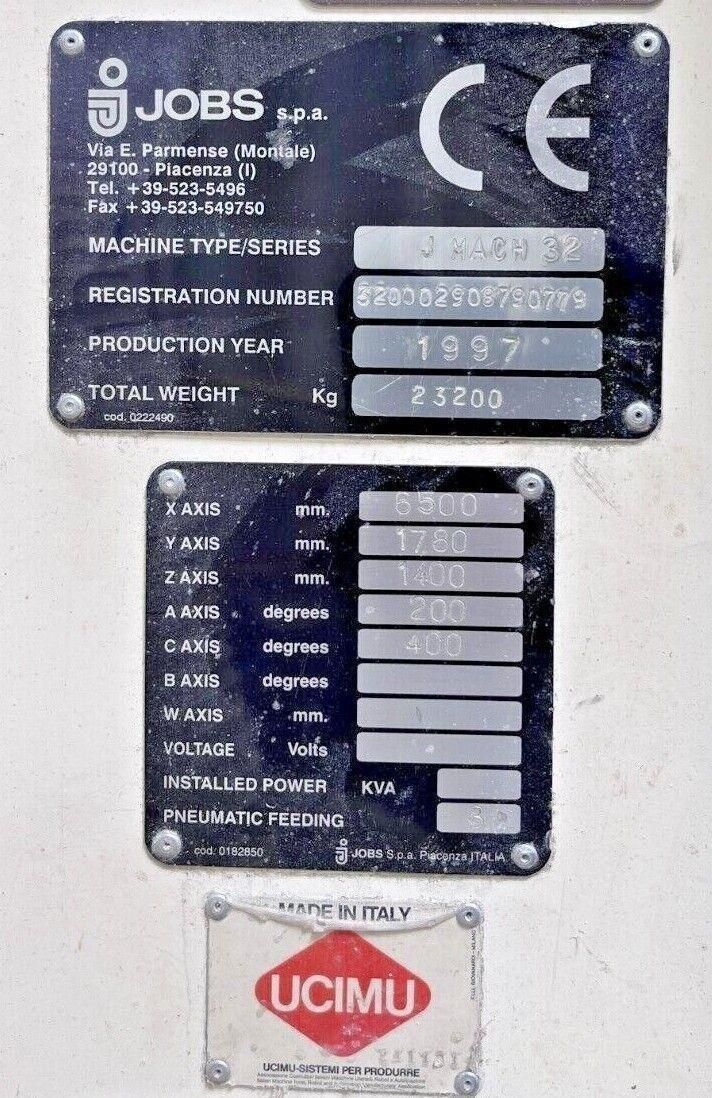 JOBS s.p.a.
CE
Via E. Parmense (Montale)
29100 - Piacenza (I)
Tel. +39-523-5496
Fax +39-523-549750
MACHINE TYPE/SERIES J MACH 32
REGISTRATION NUMBER
PRODUCTION YEAR 1997
TOTAL WEIGHT Kg 23200
cod. 0222490
X AXIS mm. 6500
Y AXIS mm. 1780
Z AXIS mm. 1400
A AXIS degrees 200
C AXIS degrees 400
B AXIS degrees
W AXIS mm.
VOLTAGE Volts
INSTALLED POWER KVA
PNEUMATIC FEEDING
cod. 0182850 JOBS S.p.a. Piacenza ITALIA
MADE IN ITALY
UCIMU
UCIMU-SISTEMI PER PRODURRE